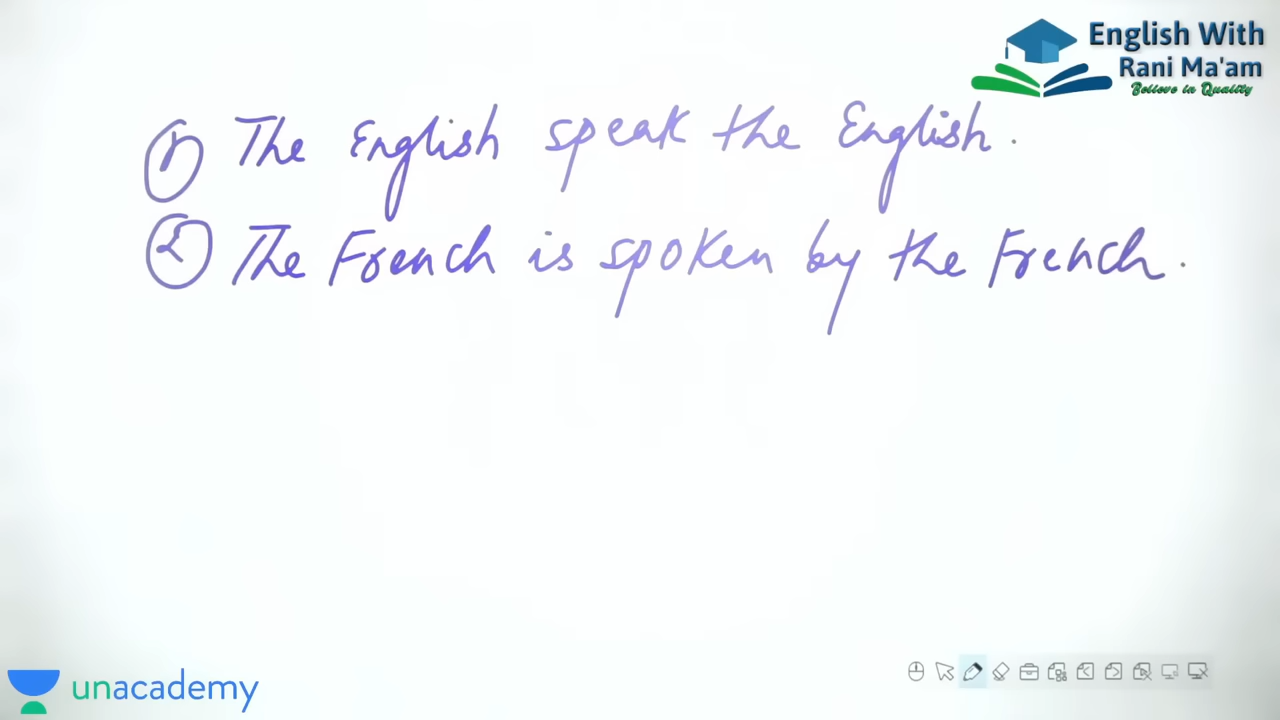 English With
Rani Ma'am
Believe in Quality
1 The English speak the English.
2 The French is spoken by the French.
unacademy